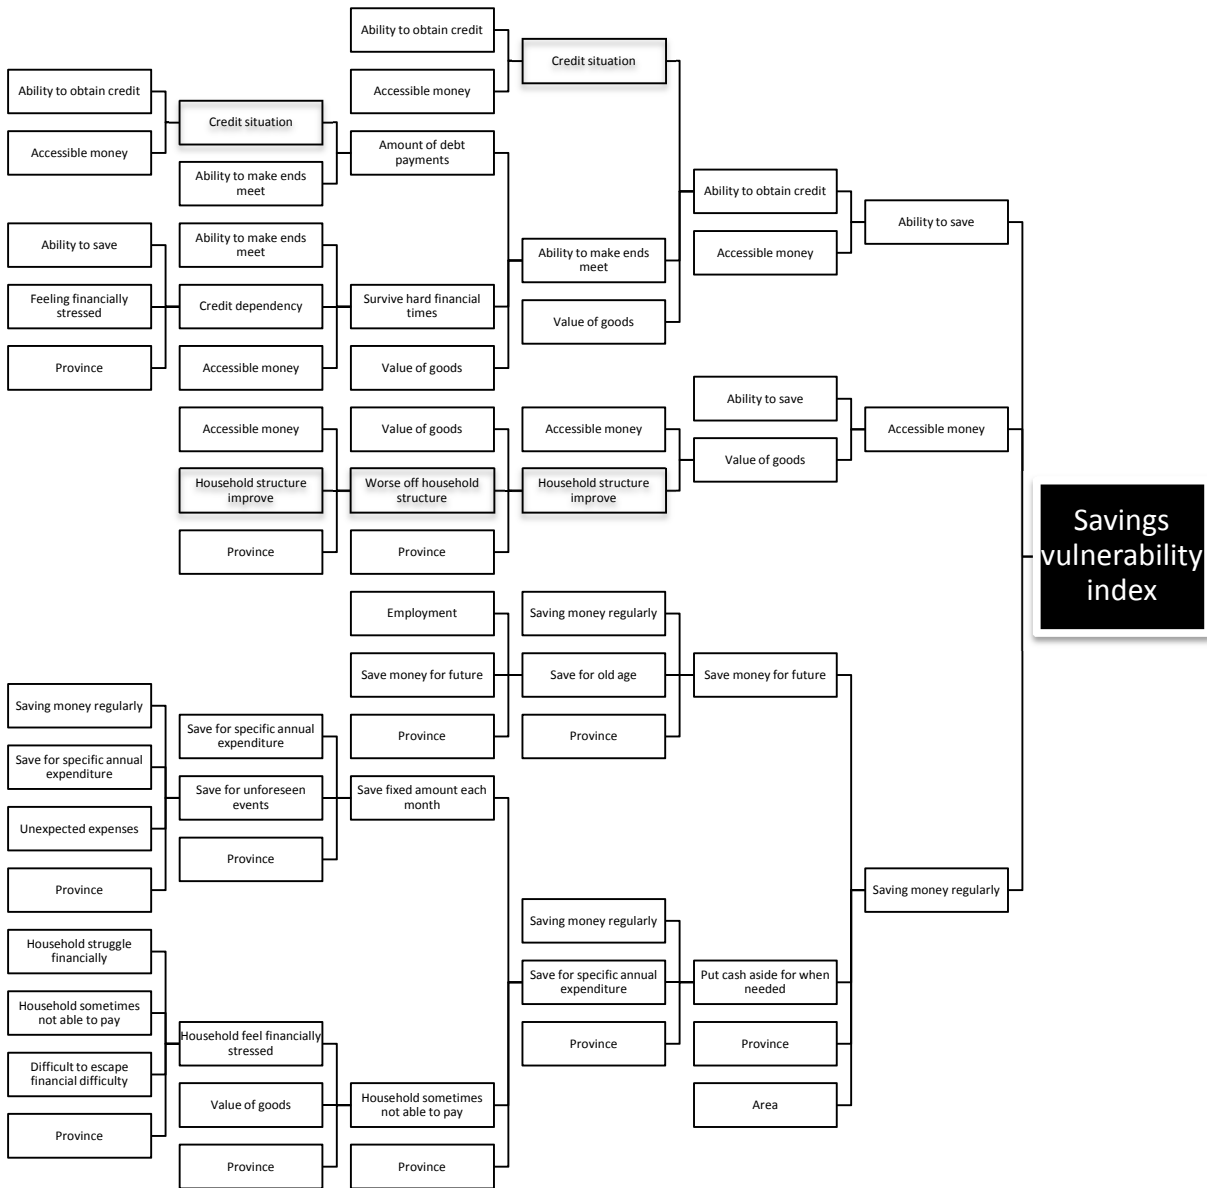 Ability to obtain credit
Accessible money
Credit situation
Ability to obtain credit
Accessible money
Credit situation
Ability to make ends
meet
Amount of debt
payments
Ability to obtain credit
Accessible money
Ability to save
Ability to save
Feeling financially
stressed
Province
Ability to make ends
meet
Credit dependency
Accessible money
Survive hard financial
times
Value of goods
Ability to make ends
meet
Value of goods
Accessible money
Household structure
improve
Province
Value of goods
Worse off household
structure
Province
Accessible money
Household structure
improve
Ability to save
Value of goods
Accessible money
Savings
vulnerability
index
Employment
Save money for future
Province
Saving money regularly
Save for old age
Province
Save money for future
Saving money regularly
Save for specific annual
expenditure
Unexpected expenses
Province
Save for specific annual
expenditure
Save for unforeseen
events
Province
Save fixed amount each
month
Saving money regularly
Saving money regularly
Save for specific annual
expenditure
Province
Put cash aside for when
needed
Province
Area
Household struggle
financially
Household sometimes
not able to pay
Difficult to escape
financial difficulty
Province
Household feel financially
stressed
Value of goods
Province
Household sometimes
not able to pay
Province